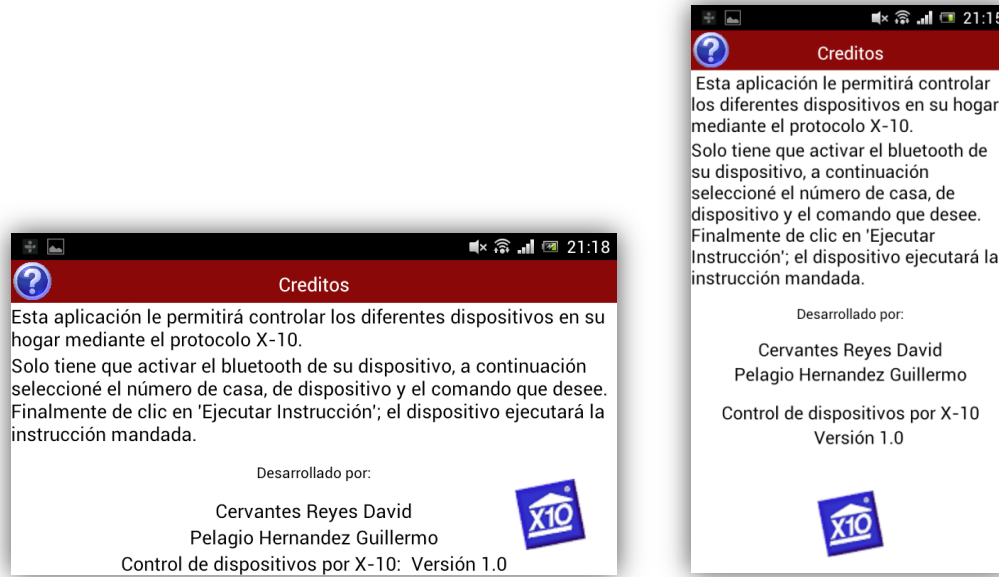 21:18
?
Creditos
Esta aplicación le permitirá controlar los diferentes dispositivos en su
hogar mediante el protocolo X-10.
Solo tiene que activar el bluetooth de su dispositivo, a continuación
seleccioné el número de casa, de dispositivo y el comando que desee.
Finalmente de clic en 'Ejecutar Instrucción'; el dispositivo ejecutará la
instrucción mandada.
Desarrollado por:
Cervantes Reyes David
Pelagio Hernandez Guillermo
Control de dispositivos por X-10: Versión 1.0
X10
21:15
?
Creditos
Esta aplicación le permitirá controlar
los diferentes dispositivos en su hogar
mediante el protocolo X-10.
Solo tiene que activar el bluetooth de
su dispositivo, a continuación
seleccioné el número de casa, de
dispositivo y el comando que desee.
Finalmente de clic en 'Ejecutar
Instrucción'; el dispositivo ejecutará la
instrucción mandada.
Desarrollado por:
Cervantes Reyes David
Pelagio Hernandez Guillermo
Control de dispositivos por X-10
Versión 1.0
X10